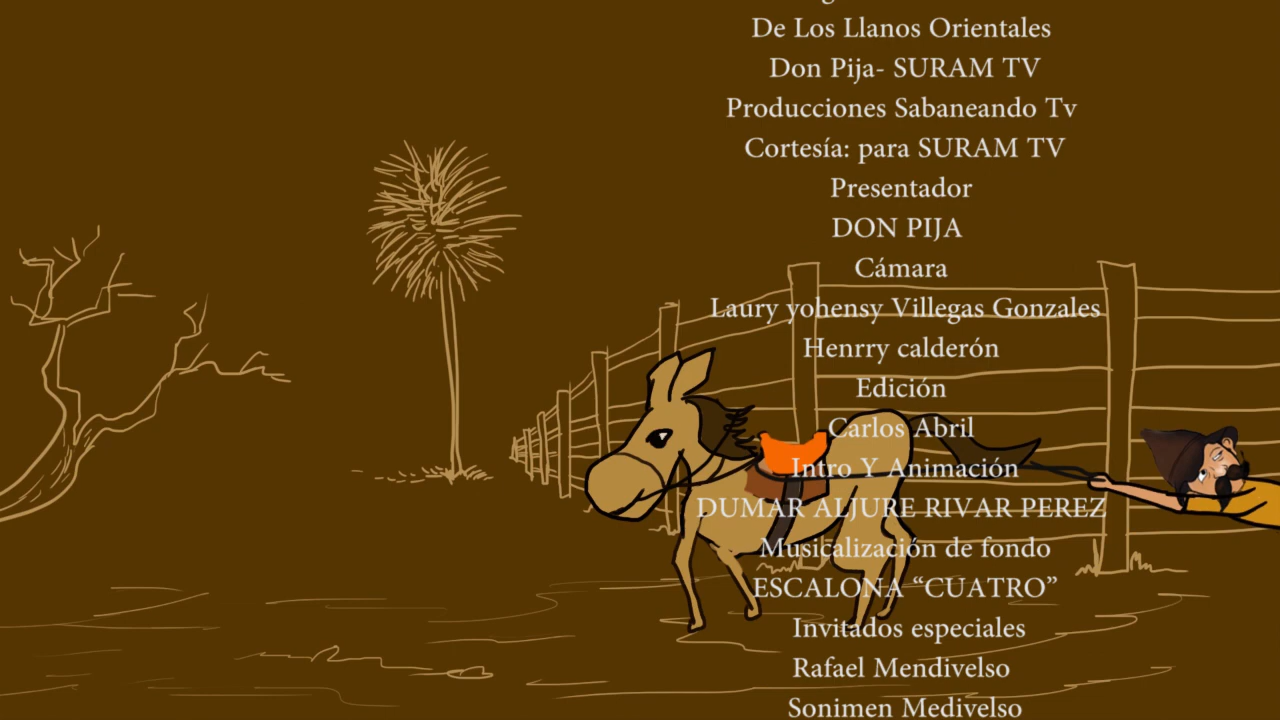 De Los Llanos Orientales
Don Pija- SURAM TV
Producciones Sabaneando Tv
Cortesía: para SURAM TV
Presentador
DON PIJA
Cámara
Laury yohensy Villegas Gonzales
Henrry calderón
Edición
Carlos Abril
Intro Y Animación
DUMAR ALJURE RIVAR PEREZ
Musicalización de fondo
ESCALONA “CUATRO”
Invitados especiales
Rafael Mendivelso
Sonimen Medivelso